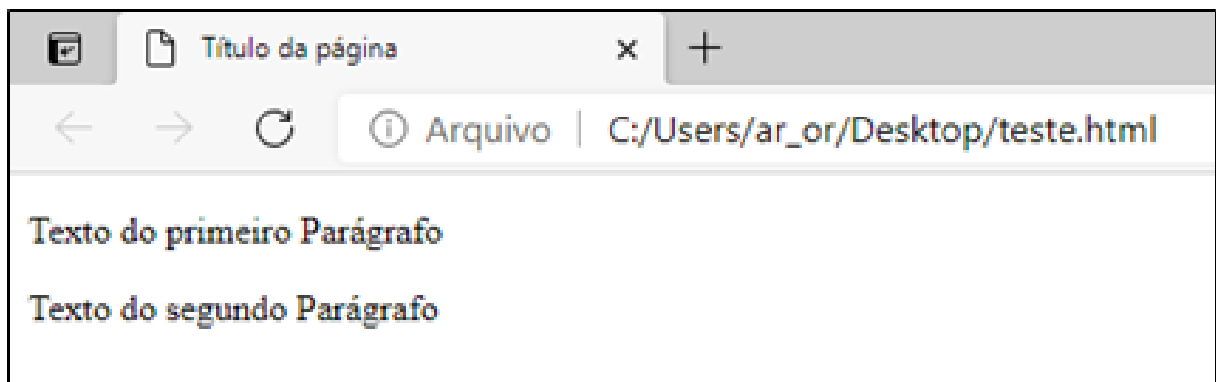 Título da página
Arquivo | C:/Users/ar_or/Desktop/teste.html
Texto do primeiro Parágrafo
Texto do segundo Parágrafo